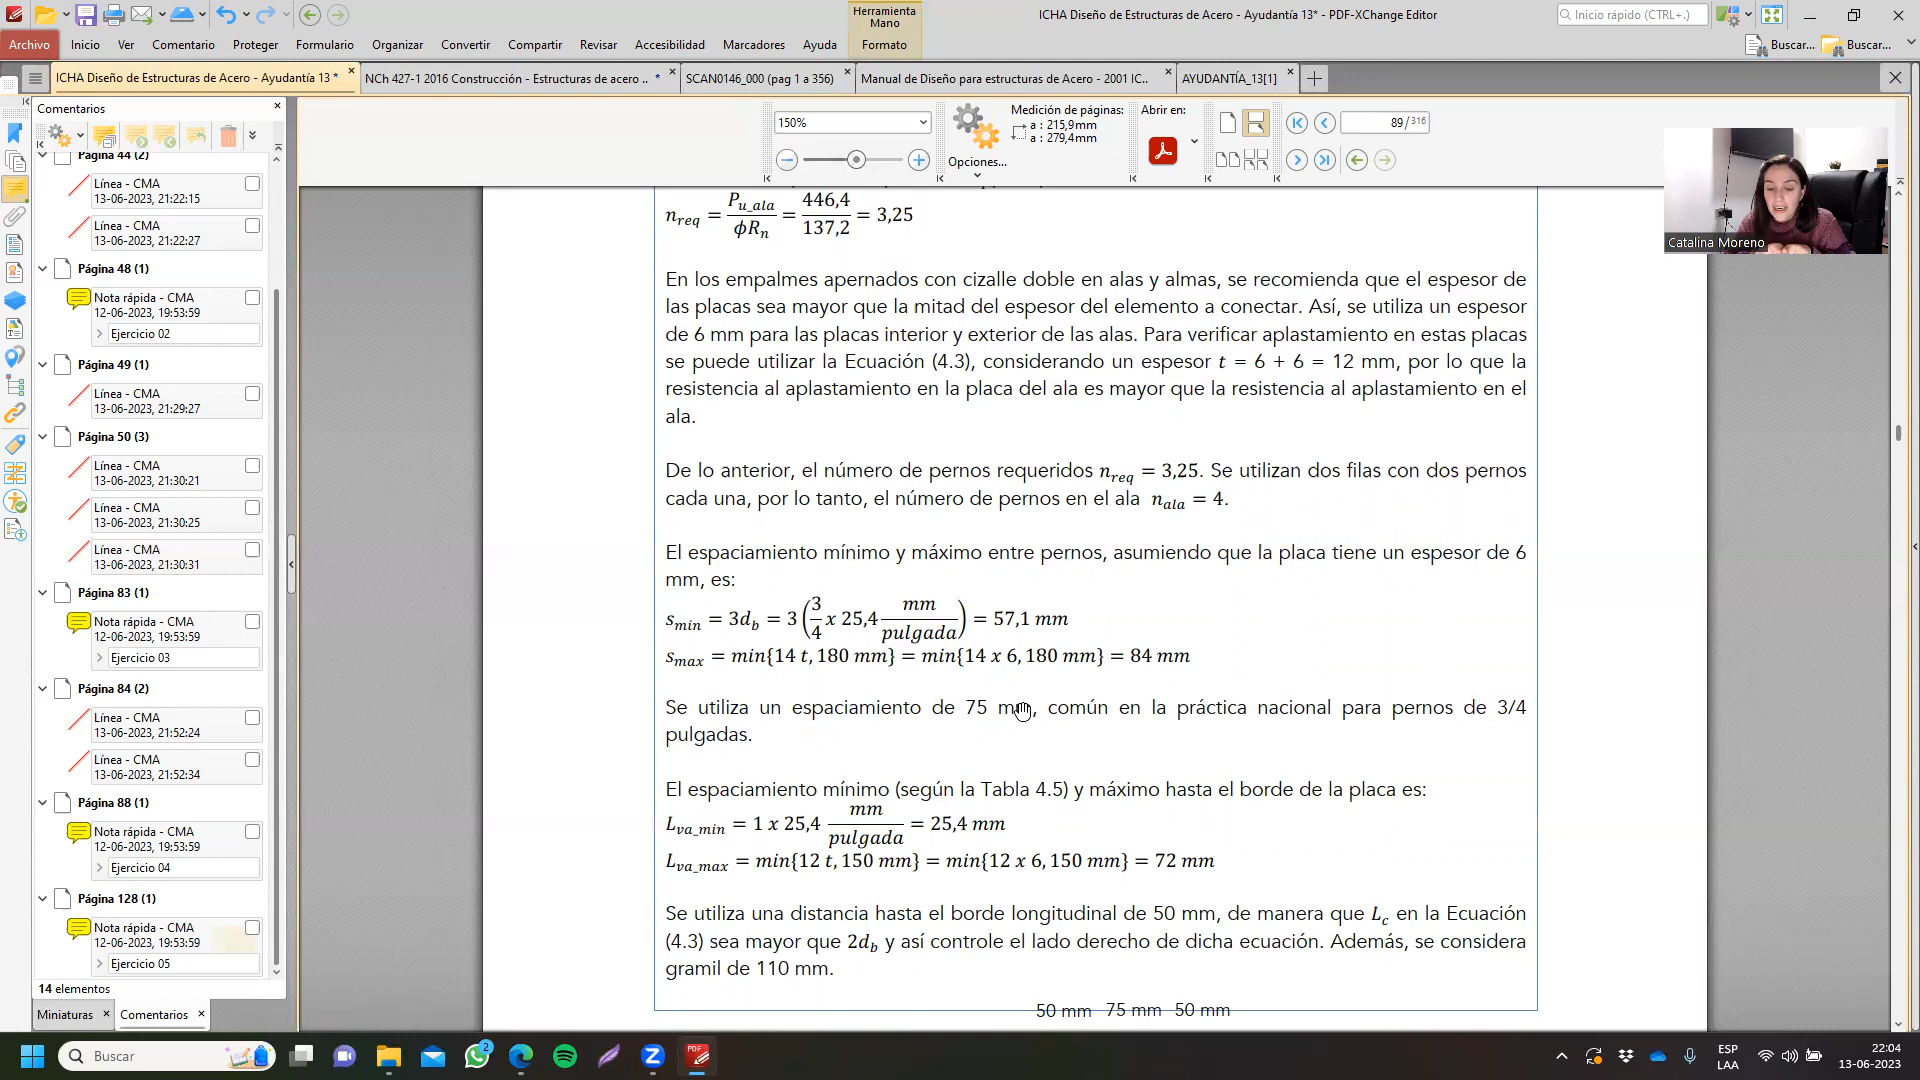 Herramienta
Mano
ICHA Diseño de Estructuras de Acero - Ayudantía 13* - PDF-XChange Editor
Inicio rápido (CTRL+.)
Archivo
Inicio
Ver
Comentario
Proteger
Formulario
Organizar
Convertir
Compartir
Revisar
Accesibilidad
Marcadores
Ayuda
Formato
Buscar...
Buscar...
ICHA Diseño de Estructuras de Acero - Ayudantía 13 *
NCh 427-1 2016 Construcción - Estructuras de acero .. *
SCAN0146_000 (pag 1 a 356)
Manual de Diseño para estructuras de Acero - 2001 IC..
AYUDANTÍA_13[1]
Comentarios
150%
Opciones...
Medición de páginas:
a : 215,9mm
a : 279,4mm
Abrir en:
89 / 316
Página 44 (2)
Línea - CMA
13-06-2023, 21:22:15
Línea - CMA
13-06-2023, 21:22:27
Página 48 (1)
Nota rápida - CMA
12-06-2023, 19:53:59
Ejercicio 02
Página 49 (1)
Línea - CMA
13-06-2023, 21:29:27
Página 50 (3)
Línea - CMA
13-06-2023, 21:30:21
Línea - CMA
13-06-2023, 21:30:25
Línea - CMA
13-06-2023, 21:30:31
Página 83 (1)
Nota rápida - CMA
12-06-2023, 19:53:59
Ejercicio 03
Página 84 (2)
Línea - CMA
13-06-2023, 21:52:24
Línea - CMA
13-06-2023, 21:52:34
Página 88 (1)
Nota rápida - CMA
12-06-2023, 19:53:59
Ejercicio 04
Página 128 (1)
Nota rápida - CMA
12-06-2023, 19:53:59
Ejercicio 05
14 elementos
Miniaturas
Comentarios
n_req = P_u_ala / ϕR_n = 446,4 / 137,2 = 3,25
En los empalmes apernados con cizalle doble en alas y almas, se recomienda que el espesor de
las placas sea mayor que la mitad del espesor del elemento a conectar. Así, se utiliza un espesor
de 6 mm para las placas interior y exterior de las alas. Para verificar aplastamiento en estas placas
se puede utilizar la Ecuación (4.3), considerando un espesor t = 6 + 6 = 12 mm, por lo que la
resistencia al aplastamiento en la placa del ala es mayor que la resistencia al aplastamiento en el
ala.
De lo anterior, el número de pernos requeridos n_req = 3,25. Se utilizan dos filas con dos pernos
cada una, por lo tanto, el número de pernos en el ala n_ala = 4.
El espaciamiento mínimo y máximo entre pernos, asumiendo que la placa tiene un espesor de 6
mm, es:
s_min = 3d_b = 3 (3/4 x 25,4 mm/pulgada) = 57,1 mm
s_max = min{14 t, 180 mm} = min{14 x 6, 180 mm} = 84 mm
Se utiliza un espaciamiento de 75 mm, común en la práctica nacional para pernos de 3/4
pulgadas.
El espaciamiento mínimo (según la Tabla 4.5) y máximo hasta el borde de la placa es:
L_va_min = 1 x 25,4 mm/pulgada = 25,4 mm
L_va_max = min{12 t, 150 mm} = min{12 x 6, 150 mm} = 72 mm
Se utiliza una distancia hasta el borde longitudinal de 50 mm, de manera que L_c en la Ecuación
(4.3) sea mayor que 2d_b y así controle el lado derecho de dicha ecuación. Además, se considera
gramil de 110 mm.
50 mm 75 mm 50 mm
Catalina Moreno
Buscar
2
PDF
ESP
LAA
22:04
13-06-2023